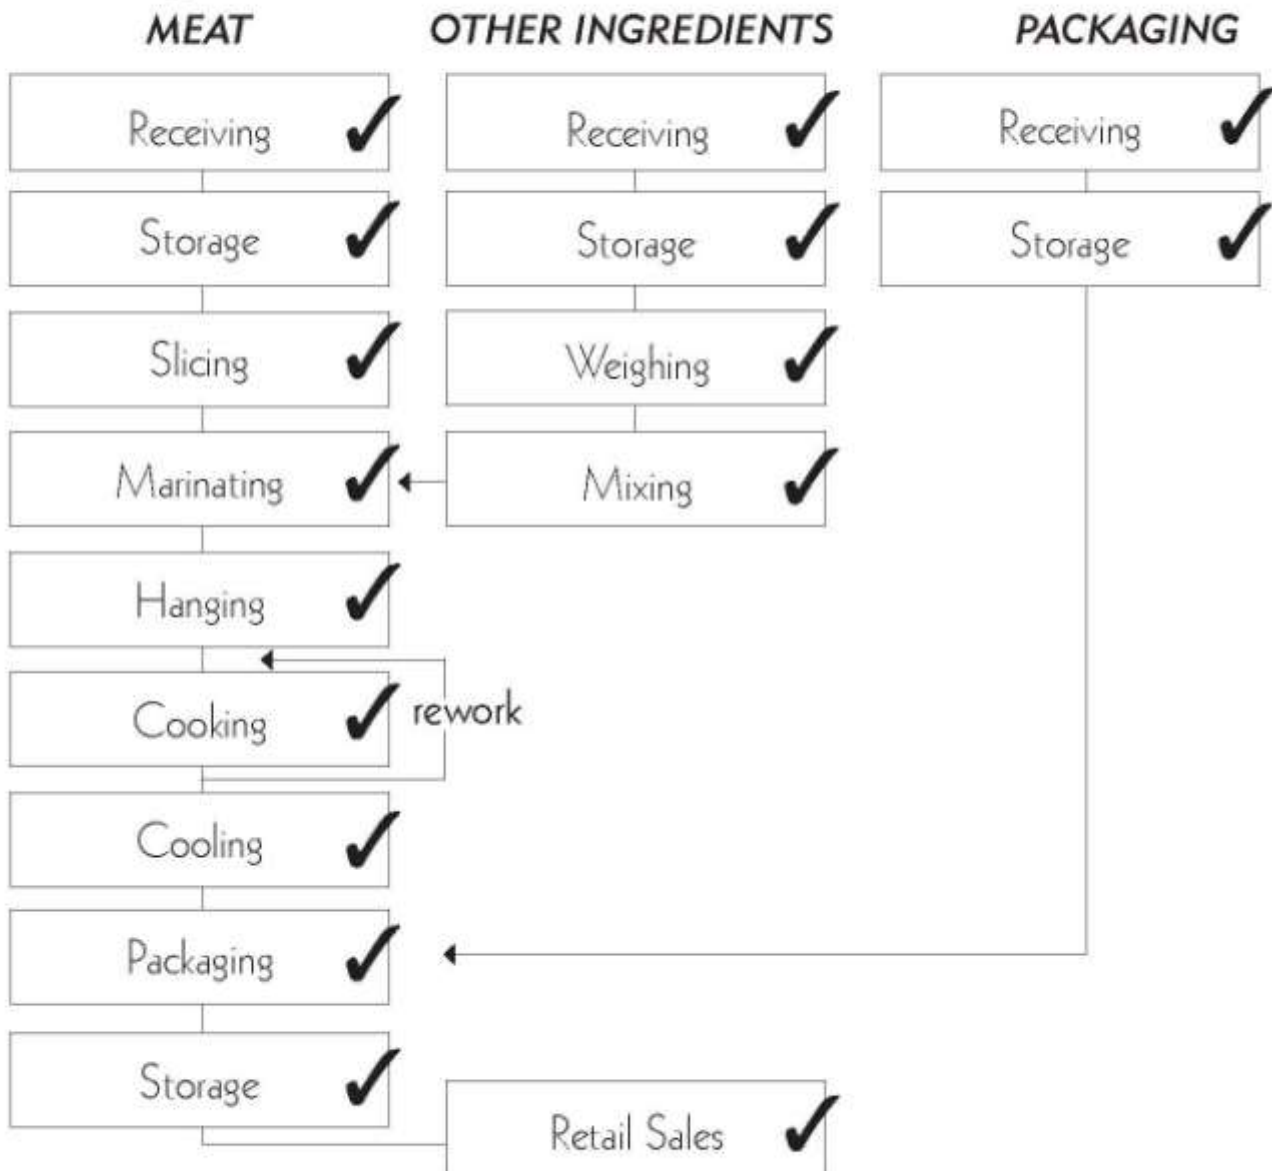 MEAT OTHER INGREDIENTS PACKAGING
Receiving Receiving Receiving
Storage Storage Storage
Slicing Weighing
Marinating Mixing
Hanging
Cooking rework
Cooling
Packaging
Storage
Retail Sales